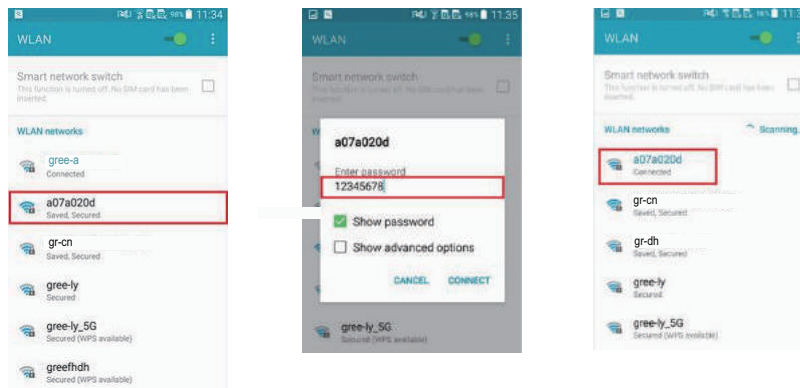 98% 11:34
WLAN
Smart network switch
This function is turned off. No SIM card has been
inserted.
WLAN networks
gree-a
Connected
a07a020d
Saved, Secured
gr-cn
Saved, Secured
gree-ly
Secured
gree-ly_5G
Secured (WPS available)
greefhdh
Secured (WPS available)
98% 11:35
WLAN
Smart network switch
a07a020d
Enter password
12345678
Show password
Show advanced options
CANCEL
CONNECT
gree-ly_5G
Secured (WPS available)
WLAN
Smart network switch
This function is turned off. No SIM card has been
inserted.
WLAN networks
Scanning.
a07a020d
Connected
gr-cn
Saved, Secured
gr-dh
Saved, Secured
gree-ly
Secured
gree-ly_5G
Secured (WPS available)